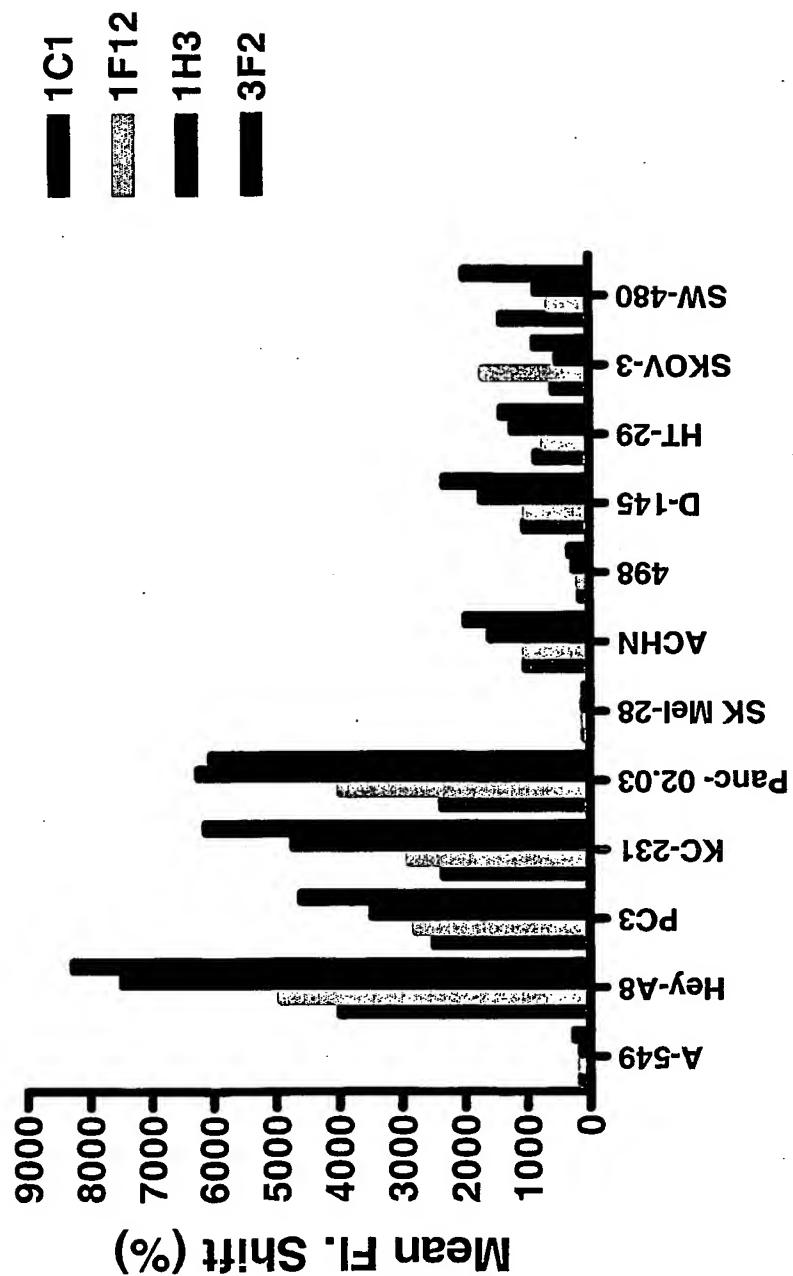 1C1
1F12
1H3
3F2
Mean Fl. Shift (%)
9000
8000
7000
6000
5000
4000
3000
2000
1000
0
A-549
Hey-A8
PC3
KC-231
Panc- 02.03
SK Mel-28
ACHN
498
D-145
HT-29
SKOV-3
SW-480